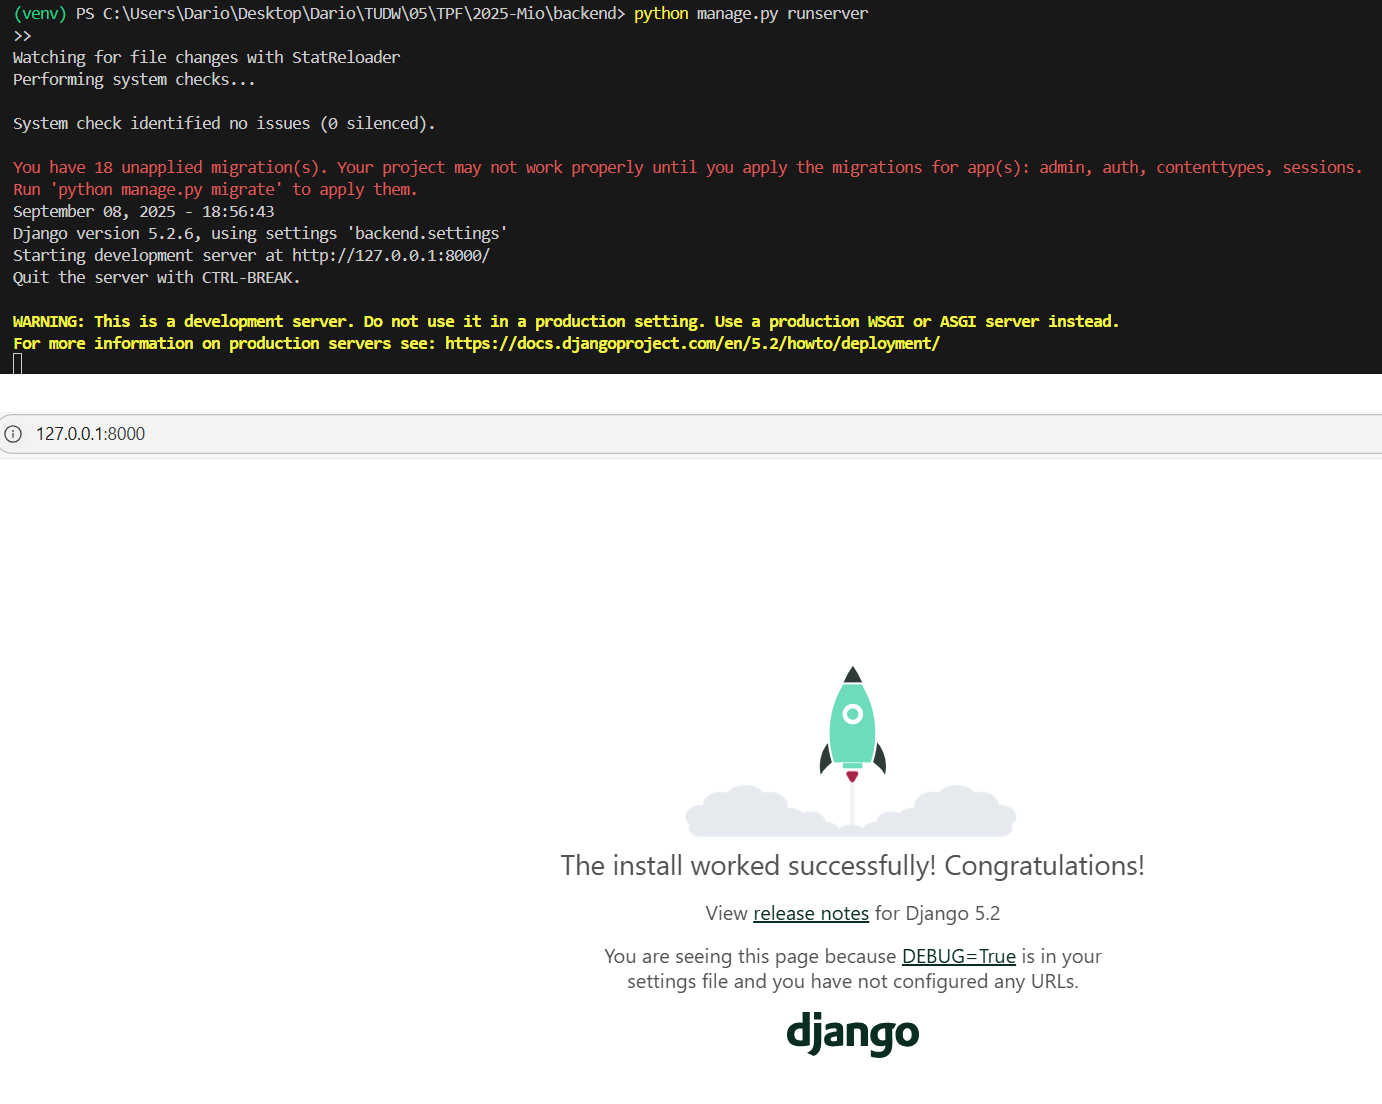 (venv) PS C:\Users\Dario\Desktop\Dario\TUDW\05\TPF\2025-Mio\backend> python manage.py runserver
>>
Watching for file changes with StatReloader
Performing system checks...
System check identified no issues (0 silenced).
You have 18 unapplied migration(s). Your project may not work properly until you apply the migrations for app(s): admin, auth, contenttypes, sessions.
Run 'python manage.py migrate' to apply them.
September 08, 2025 - 18:56:43
Django version 5.2.6, using settings 'backend.settings'
Starting development server at http://127.0.0.1:8000/
Quit the server with CTRL-BREAK.
WARNING: This is a development server. Do not use it in a production setting. Use a production WSGI or ASGI server instead.
For more information on production servers see: https://docs.djangoproject.com/en/5.2/howto/deployment/
127.0.0.1:8000
The install worked successfully! Congratulations!
View release notes for Django 5.2
You are seeing this page because DEBUG=True is in your
settings file and you have not configured any URLs.
django